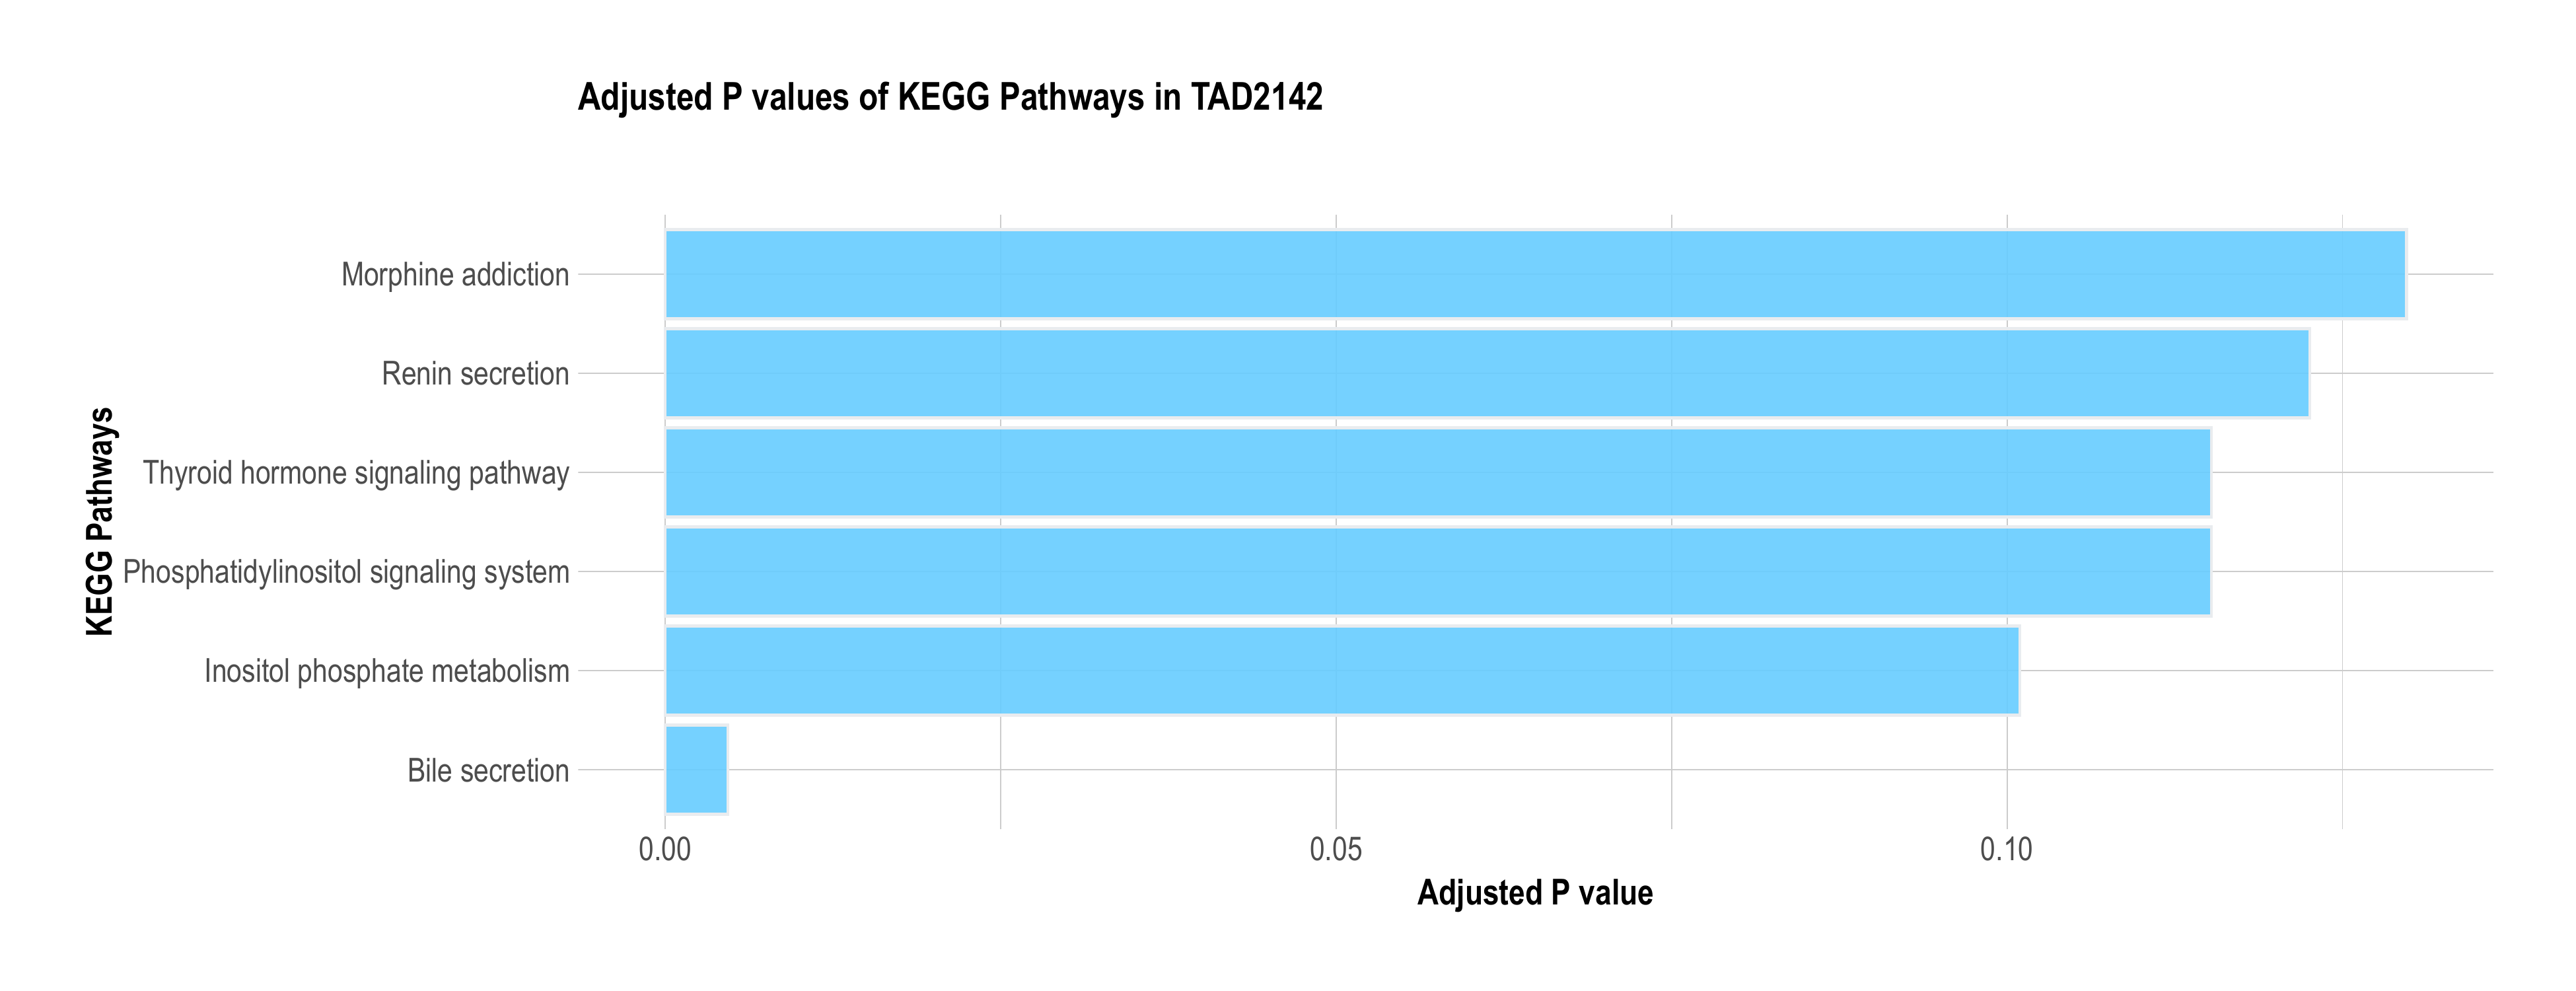 Adjusted P values of KEGG Pathways in TAD2142
KEGG Pathways
Morphine addiction
Renin secretion
Thyroid hormone signaling pathway
Phosphatidylinositol signaling system
Inositol phosphate metabolism
Bile secretion
0.00
0.05
0.10
Adjusted P value